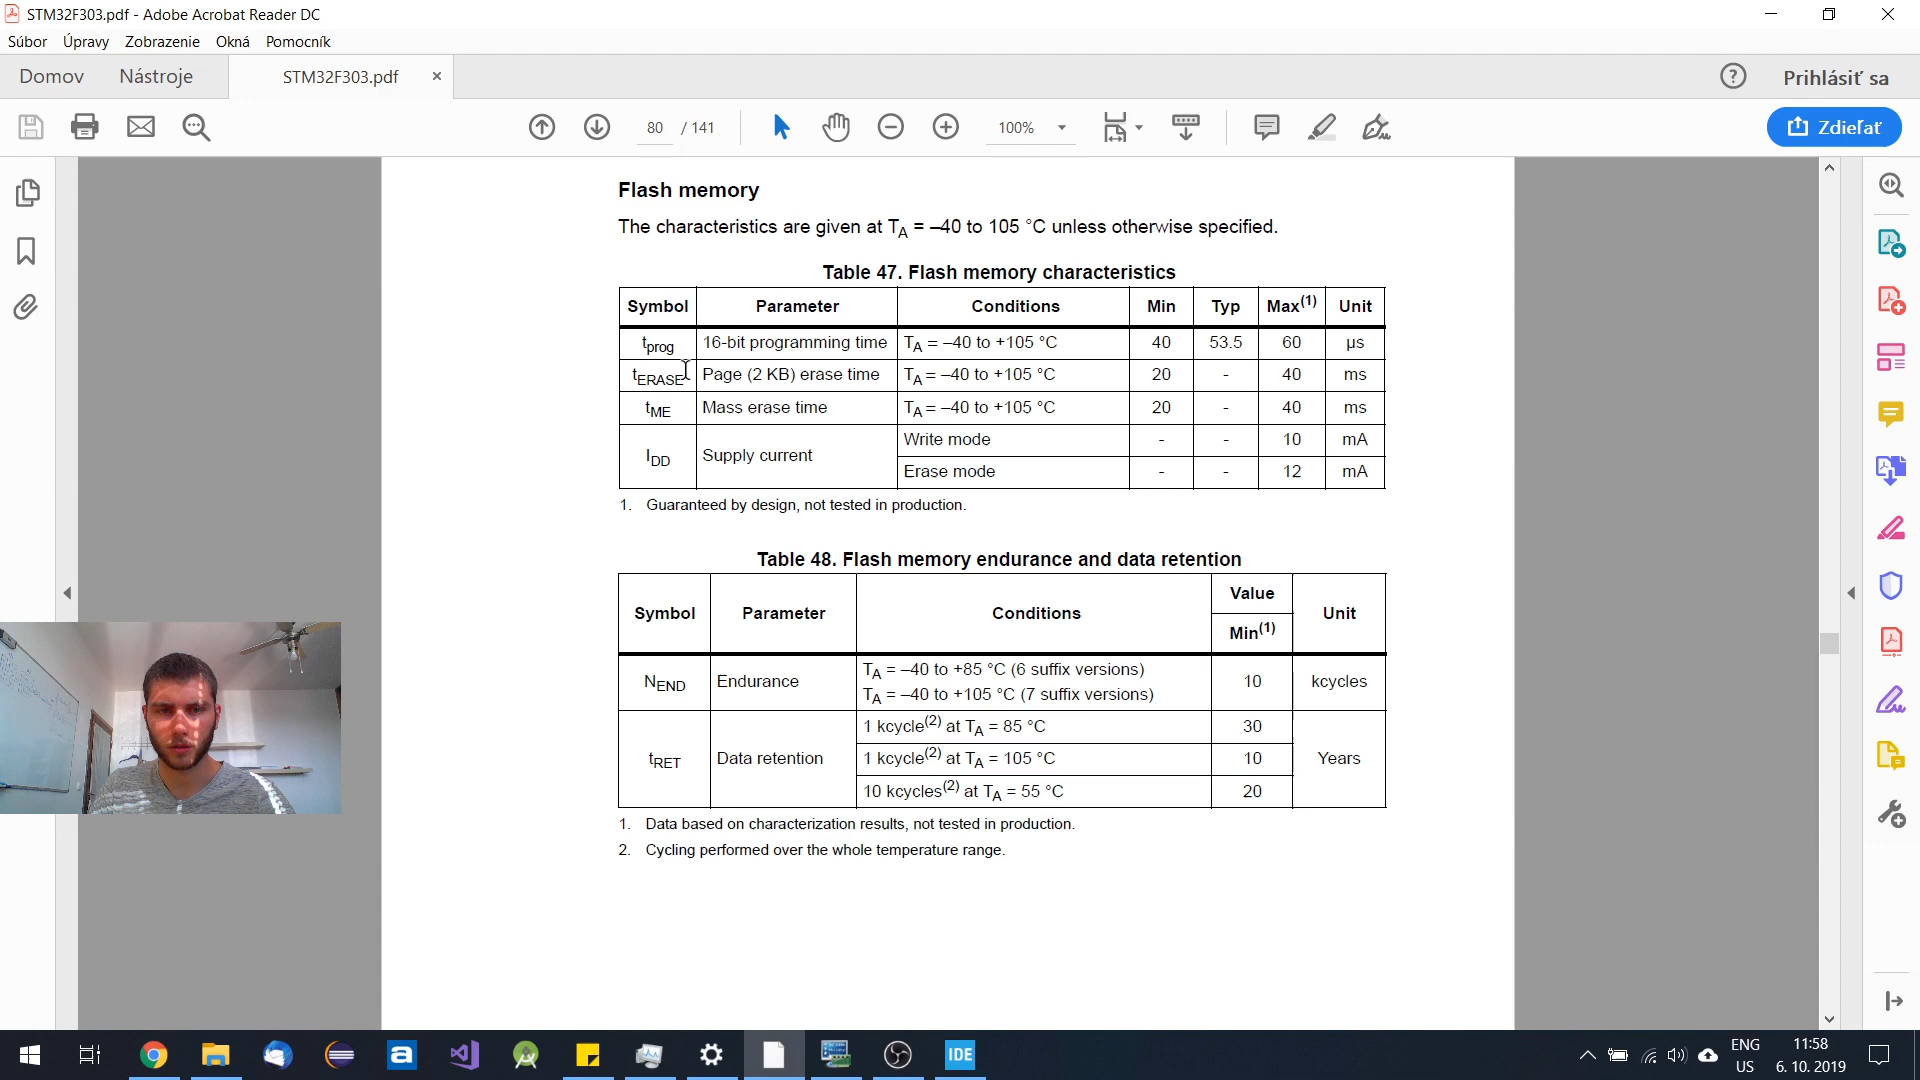 STM32F303.pdf - Adobe Acrobat Reader DC
Súbor Úpravy Zobrazenie Okná Pomocník
Domov Nástroje STM32F303.pdf × ? Prihlásiť sa
80 / 141 100% Zdieľať
Flash memory
The characteristics are given at TA = –40 to 105 °C unless otherwise specified.
Table 47. Flash memory characteristics
Symbol Parameter Conditions Min Typ Max(1) Unit
tprog 16-bit programming time TA = –40 to +105 °C 40 53.5 60 µs
tERASE Page (2 KB) erase time TA = –40 to +105 °C 20 - 40 ms
tME Mass erase time TA = –40 to +105 °C 20 - 40 ms
IDD Supply current Write mode - - 10 mA
Erase mode - - 12 mA
1. Guaranteed by design, not tested in production.
Table 48. Flash memory endurance and data retention
Symbol Parameter Conditions Value Unit
Min(1)
NEND Endurance TA = –40 to +85 °C (6 suffix versions) 10 kcycles
TA = –40 to +105 °C (7 suffix versions)
tRET Data retention 1 kcycle(2) at TA = 85 °C 30 Years
1 kcycle(2) at TA = 105 °C 10
10 kcycles(2) at TA = 55 °C 20
1. Data based on characterization results, not tested in production.
2. Cycling performed over the whole temperature range.
IDE ENG 11:58
US 6. 10. 2019